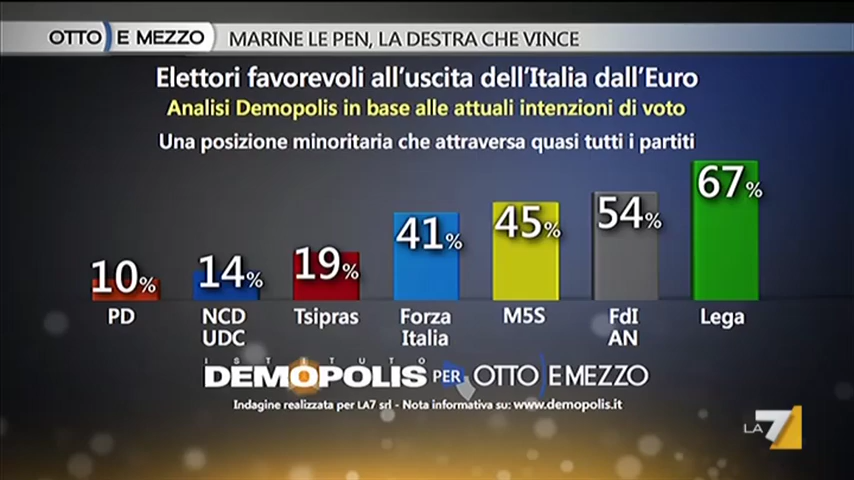 OTTO E MEZZO MARINE LE PEN, LA DESTRA CHE VINCE
Elettori favorevoli all'uscita dell'Italia dall'Euro
Analisi Demopolis in base alle attuali intenzioni di voto
Una posizione minoritaria che attraversa quasi tutti i partiti
10% 14% 19% 41% 45% 54% 67%
PD NCD Tsipras Forza M5S FdI Lega
UDC Italia AN
ISTITUTO
DEMOPOLIS PER OTTO E MEZZO
Indagine realizzata per LA7 srl - Nota informativa su: www.demopolis.it
LA7